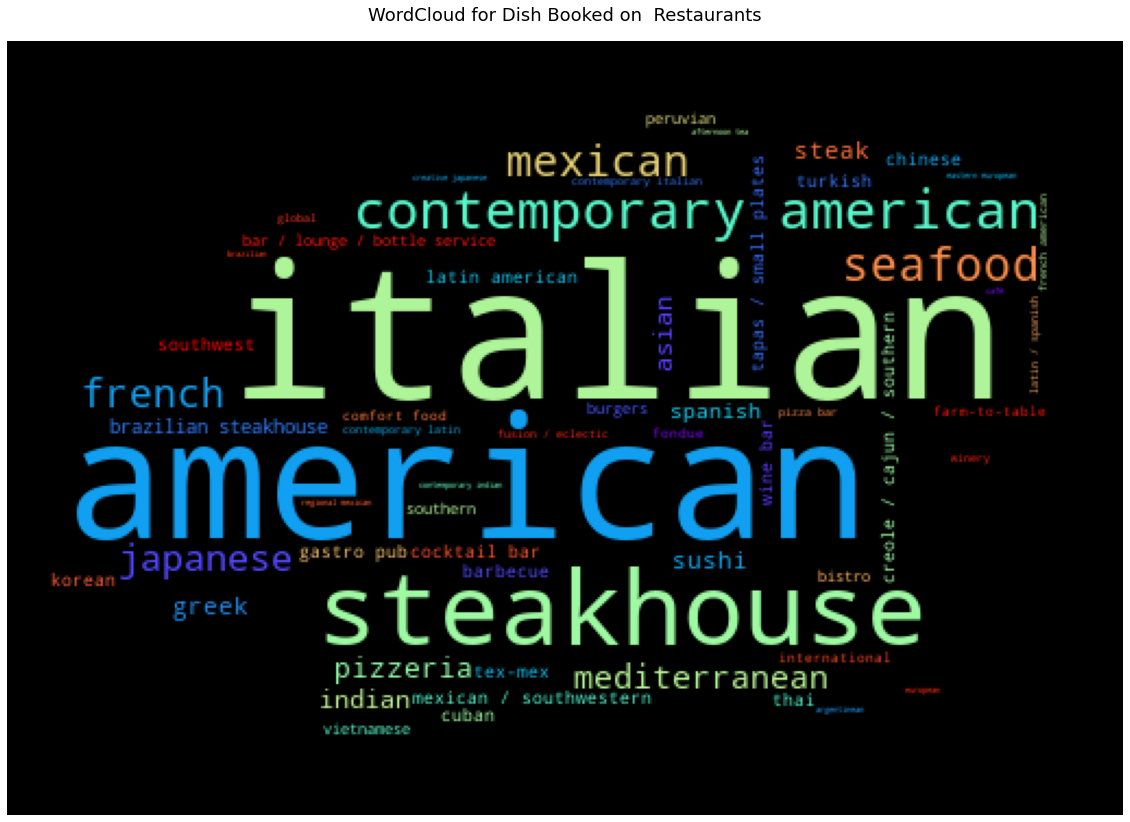 WordCloud for Dish Booked on  Restaurants
peruvian
afternoon tea
mexican
steak
chinese
creative japanese
contemporary italian
turkish
eastern european
tapas / small plates
contemporary american
french american
global
bar / lounge / bottle service
brazilian
seafood
latin american
italian
café
asian
latin / spanish
southwest
french
creole / cajun / southern
burgers
spanish
pizza bar
farm-to-table
comfort food
brazilian steakhouse
contemporary latin
fusion / eclectic
fondue
wine bar
american
winery
contemporary indian
regional mexican
southern
japanese
gastro pub
cocktail bar
sushi
korean
barbecue
bistro
greek
steakhouse
pizzeria
tex-mex
mediterranean
international
indian
mexican / southwestern
thai
european
argentinean
cuban
vietnamese